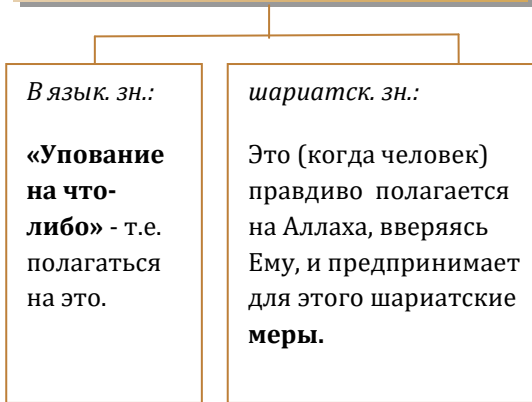 В язык. зн.:
«Упование
на что-
либо» - т.е.
полагаться
на это.
шариатск. зн.:
Это (когда человек)
правдиво полагается
на Аллаха, вверяясь
Ему, и предпринимает
для этого шариатские
меры.